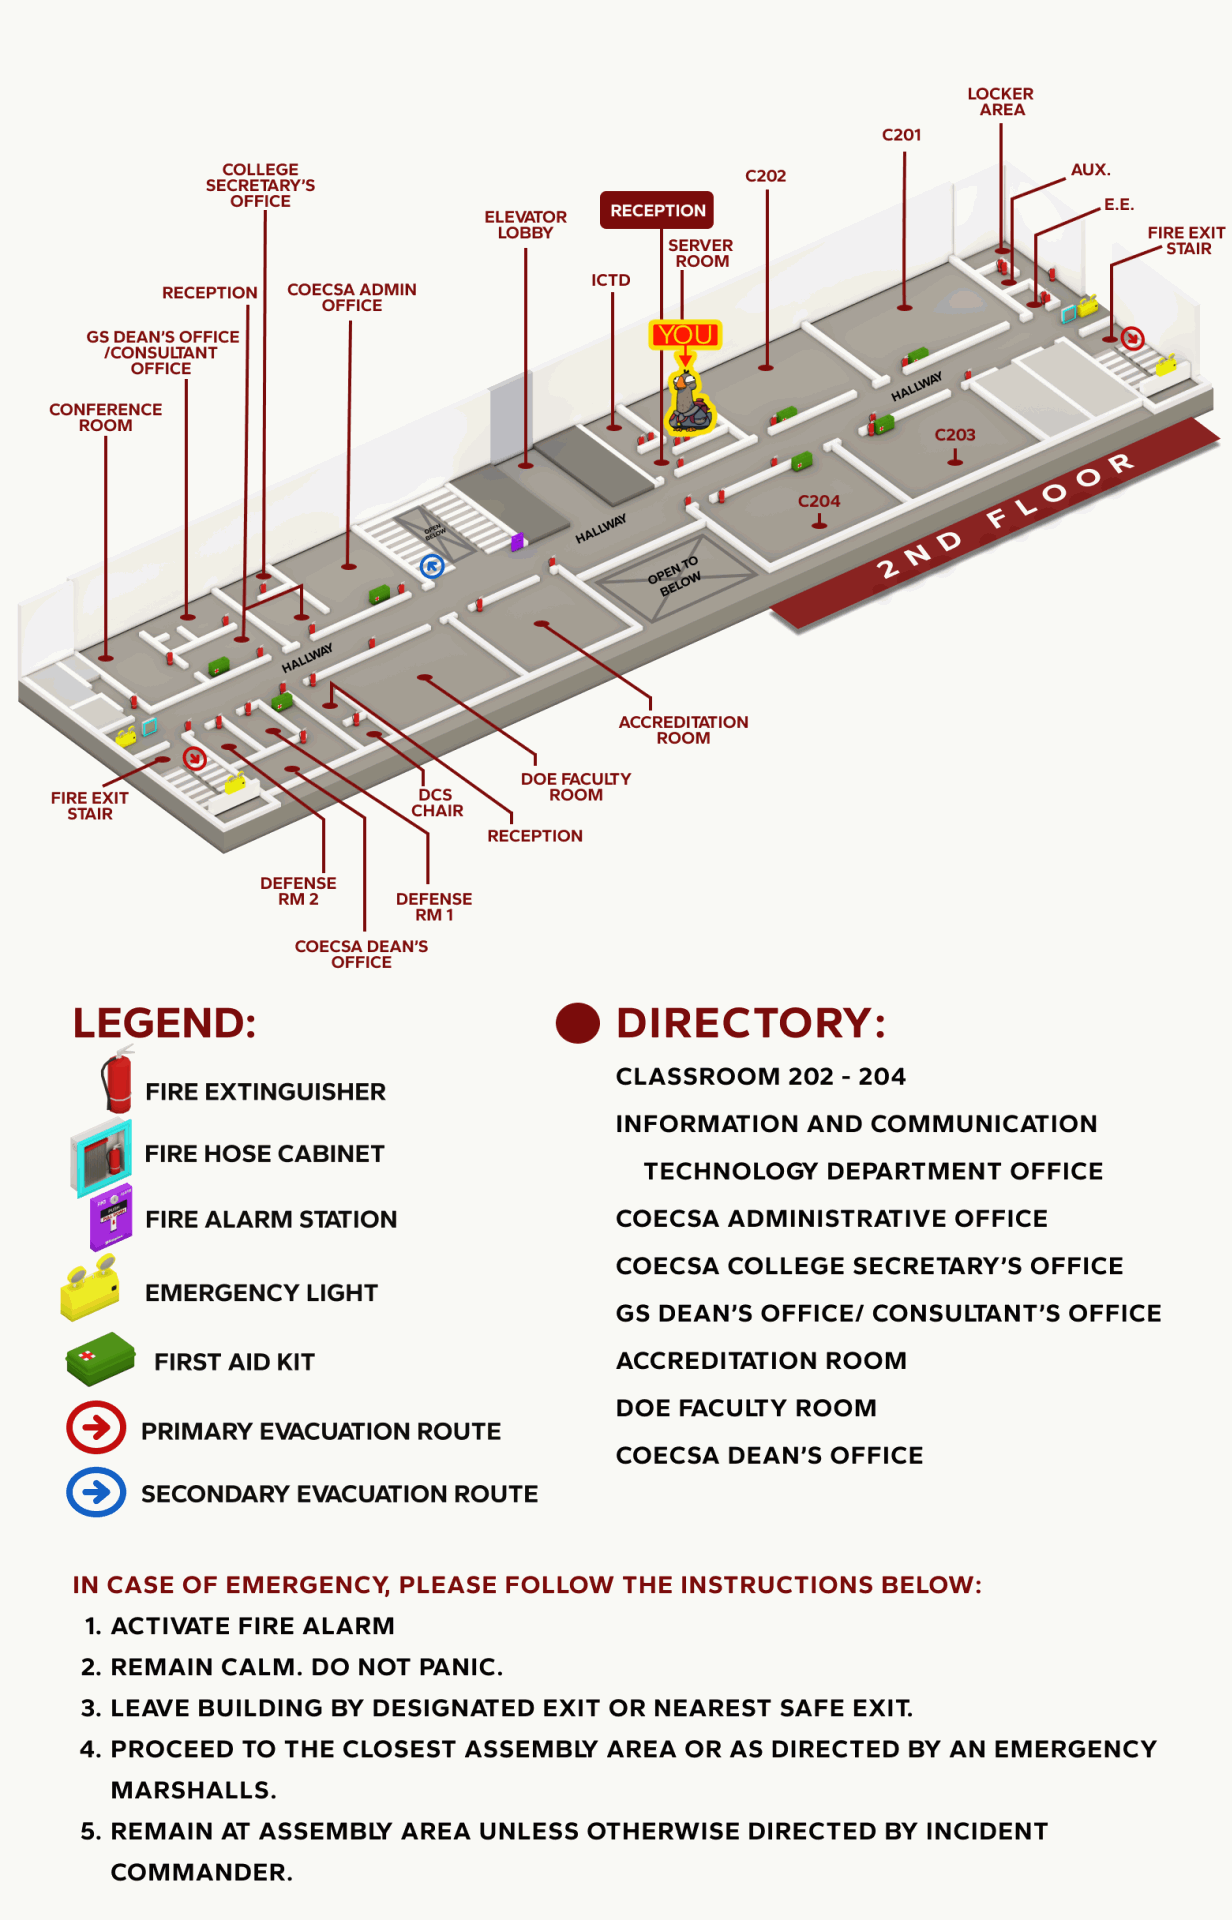 LOCKER
AREA
C201
AUX.
COLLEGE
SECRETARY'S
OFFICE
C202
E.E.
RECEPTION
ELEVATOR
LOBBY
FIRE EXIT
STAIR
SERVER
ROOM
ICTD
RECEPTION
COECSA ADMIN
OFFICE
GS DEAN'S OFFICE
/CONSULTANT
OFFICE
YOU
CONFERENCE
ROOM
HALLWAY
C203
2ND FLOOR
C204
HALLWAY
OPEN
BELOW
OPEN TO
BELOW
HALLWAY
ACCREDITATION
ROOM
DOE FACULTY
ROOM
DCS
CHAIR
FIRE EXIT
STAIR
RECEPTION
DEFENSE
RM 2
DEFENSE
RM 1
COECSA DEAN'S
OFFICE
LEGEND:
FIRE EXTINGUISHER
FIRE HOSE CABINET
FIRE ALARM STATION
EMERGENCY LIGHT
FIRST AID KIT
PRIMARY EVACUATION ROUTE
SECONDARY EVACUATION ROUTE
DIRECTORY:
CLASSROOM 202 - 204
INFORMATION AND COMMUNICATION
TECHNOLOGY DEPARTMENT OFFICE
COECSA ADMINISTRATIVE OFFICE
COECSA COLLEGE SECRETARY'S OFFICE
GS DEAN'S OFFICE/ CONSULTANT'S OFFICE
ACCREDITATION ROOM
DOE FACULTY ROOM
COECSA DEAN'S OFFICE
IN CASE OF EMERGENCY, PLEASE FOLLOW THE INSTRUCTIONS BELOW:
1. ACTIVATE FIRE ALARM
2. REMAIN CALM. DO NOT PANIC.
3. LEAVE BUILDING BY DESIGNATED EXIT OR NEAREST SAFE EXIT.
4. PROCEED TO THE CLOSEST ASSEMBLY AREA OR AS DIRECTED BY AN EMERGENCY
MARSHALLS.
5. REMAIN AT ASSEMBLY AREA UNLESS OTHERWISE DIRECTED BY INCIDENT
COMMANDER.